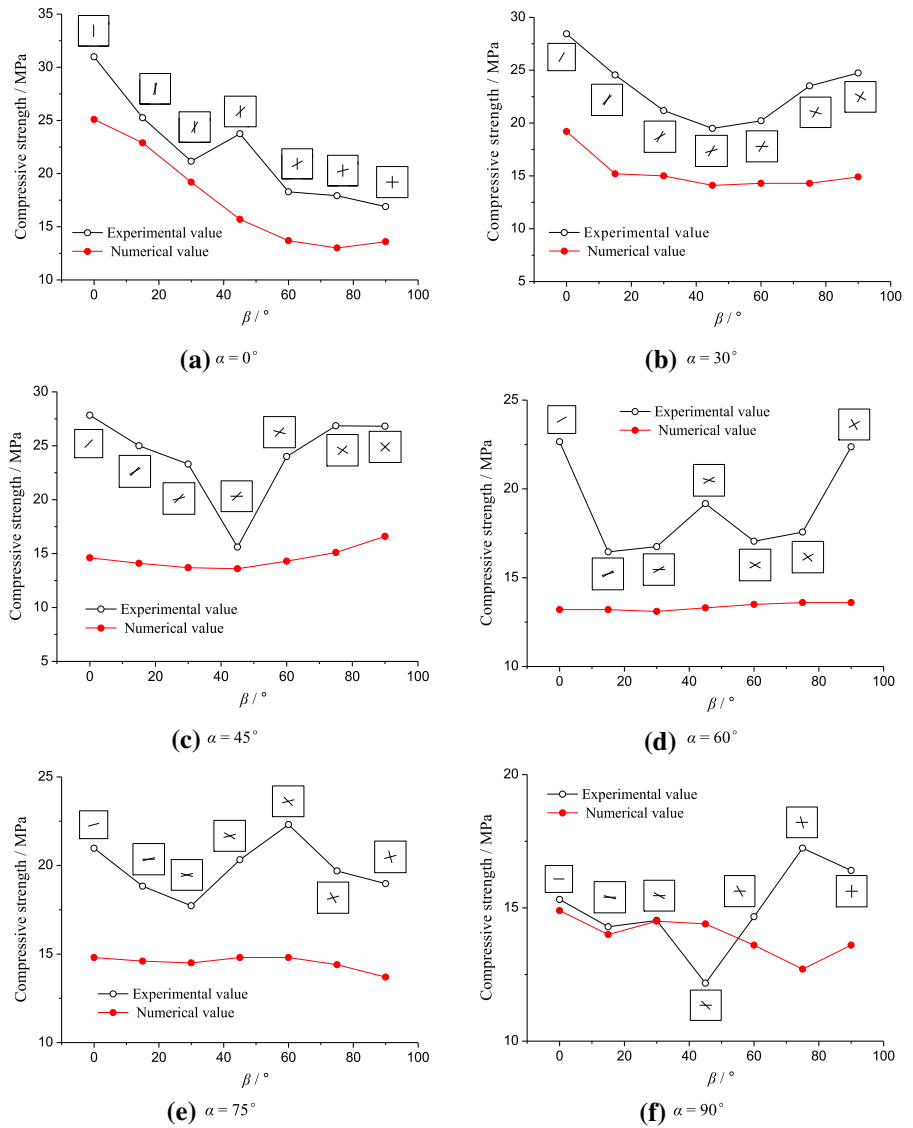 35
30
25
20
15
10
Compressive strength / MPa
Experimental value
Numerical value
0 20 40 60 80 100
β / °
(a) α = 0°
30
25
20
15
10
5
Compressive strength / MPa
Experimental value
Numerical value
0 20 40 60 80 100
β / °
(b) α = 30°
30
25
20
15
10
5
Compressive strength / MPa
Experimental value
Numerical value
0 20 40 60 80 100
β / °
(c) α = 45°
25
20
15
10
Compressive strength / MPa
Experimental value
Numerical value
0 20 40 60 80 100
β / °
(d) α = 60°
25
20
15
10
Compressive strength / MPa
Experimental value
Numerical value
0 20 40 60 80 100
β / °
(e) α = 75°
20
15
10
Compressive strength / MPa
Experimental value
Numerical value
0 20 40 60 80 100
β / °
(f) α = 90°